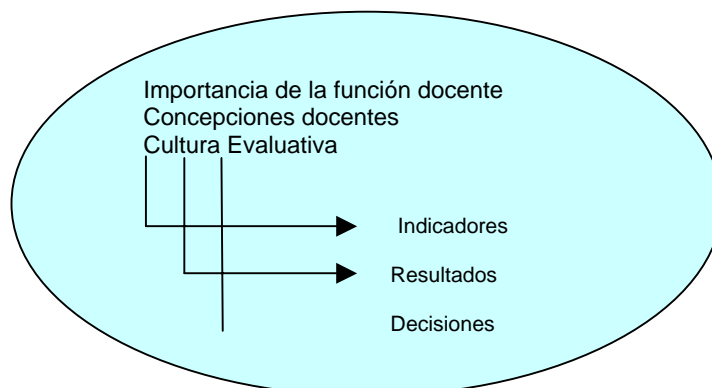 Importancia de la función docente
Concepciones docentes
Cultura Evaluativa
Indicadores
Resultados
Decisiones